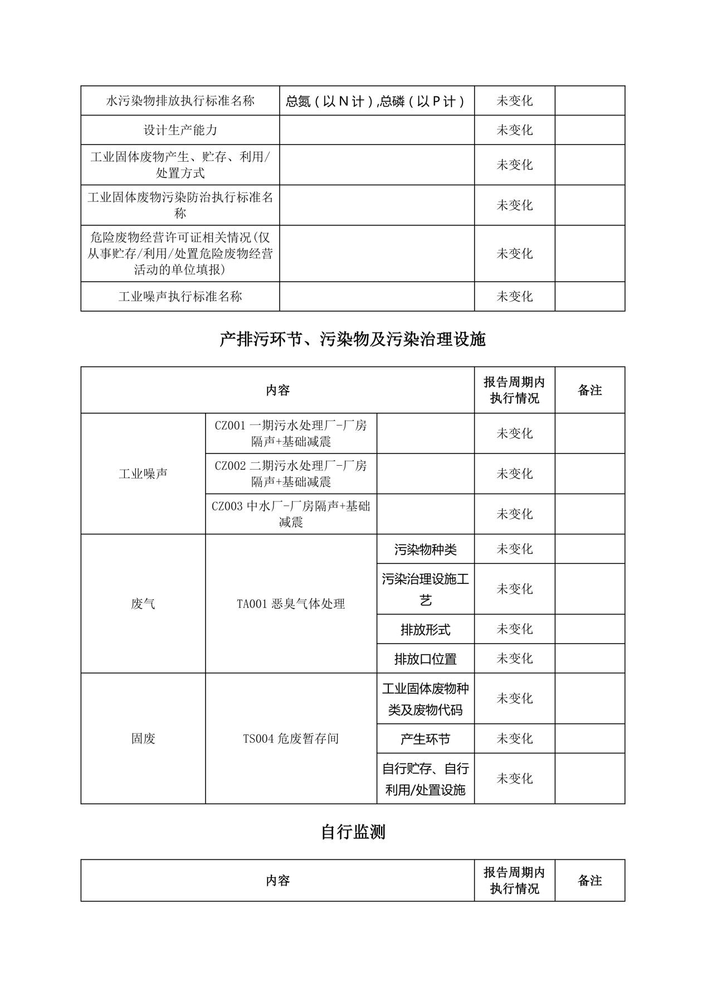 水污染物排放执行标准名称
总氮（以 N 计）,总磷（以 P 计）
未变化
设计生产能力
未变化
工业固体废物产生、贮存、利用/
处置方式
未变化
工业固体废物污染防治执行标准名
称
未变化
危险废物经营许可证相关情况(仅
从事贮存/利用/处置危险废物经营
活动的单位填报)
未变化
工业噪声执行标准名称
未变化
产排污环节、污染物及污染治理设施
内容
报告周期内
执行情况
备注
工业噪声
CZ001 一期污水处理厂-厂房
隔声+基础减震
未变化
CZ002 二期污水处理厂-厂房
隔声+基础减震
未变化
CZ003 中水厂-厂房隔声+基础
减震
未变化
废气
TA001 恶臭气体处理
污染物种类
未变化
污染治理设施工
艺
未变化
排放形式
未变化
排放口位置
未变化
固废
TS004 危废暂存间
工业固体废物种
类及废物代码
未变化
产生环节
未变化
自行贮存、自行
利用/处置设施
未变化
自行监测
内容
报告周期内
执行情况
备注